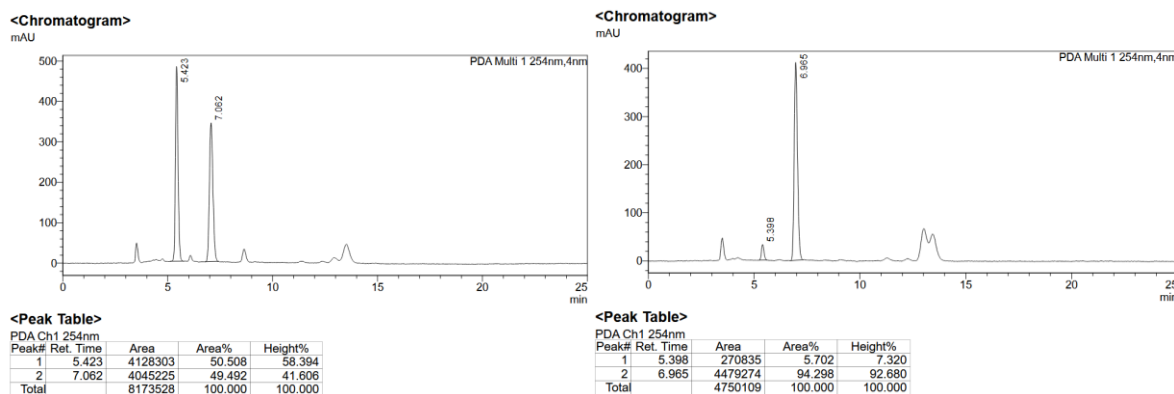 <Chromatogram>
mAU
PDA Multi 1 254nm,4nm
500
400
300
200
100
0
5.423
7.062
0 5 10 15 20 25
min
<Peak Table>
PDA Ch1 254nm
Peak# Ret. Time Area Area% Height%
1 5.423 4128303 50.508 58.394
2 7.062 4045225 49.492 41.606
Total 8173528 100.000 100.000
<Chromatogram>
mAU
PDA Multi 1 254nm,4nm
400
300
200
100
0
5.398
6.965
0 5 10 15 20 25
min
<Peak Table>
PDA Ch1 254nm
Peak# Ret. Time Area Area% Height%
1 5.398 270835 5.702 7.320
2 6.965 4479274 94.298 92.680
Total 4750109 100.000 100.000